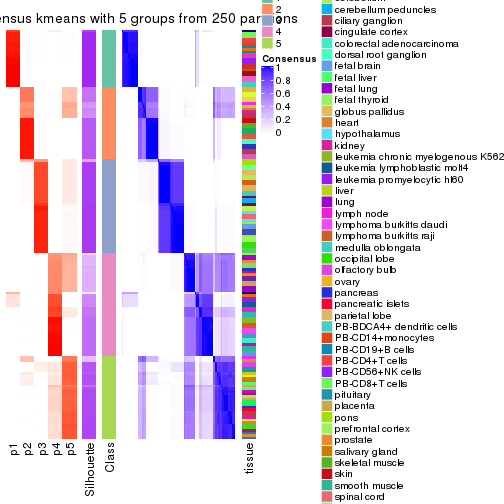 ensus kmeans with 5 groups from 250 partitions
2
4
5
Consensus
1
0.8
0.6
0.4
0.2
0
p1
p2
p3
p4
p5
Silhouette
Class
tissue
cerebellum peduncles
ciliary ganglion
cingulate cortex
colorectal adenocarcinoma
dorsal root ganglion
fetal brain
fetal liver
fetal lung
fetal thyroid
globus pallidus
heart
hypothalamus
kidney
leukemia chronic myelogenous K562
leukemia lymphoblastic molt4
leukemia promyelocytic hl60
liver
lung
lymph node
lymphoma burkitts daudi
lymphoma burkitts raji
medulla oblongata
occipital lobe
olfactory bulb
ovary
pancreas
pancreatic islets
parietal lobe
PB-BDCA4+ dendritic cells
PB-CD14+monocytes
PB-CD19+B cells
PB-CD4+T cells
PB-CD56+NK cells
PB-CD8+T cells
pituitary
placenta
pons
prefrontal cortex
prostate
salivary gland
skeletal muscle
skin
smooth muscle
spinal cord